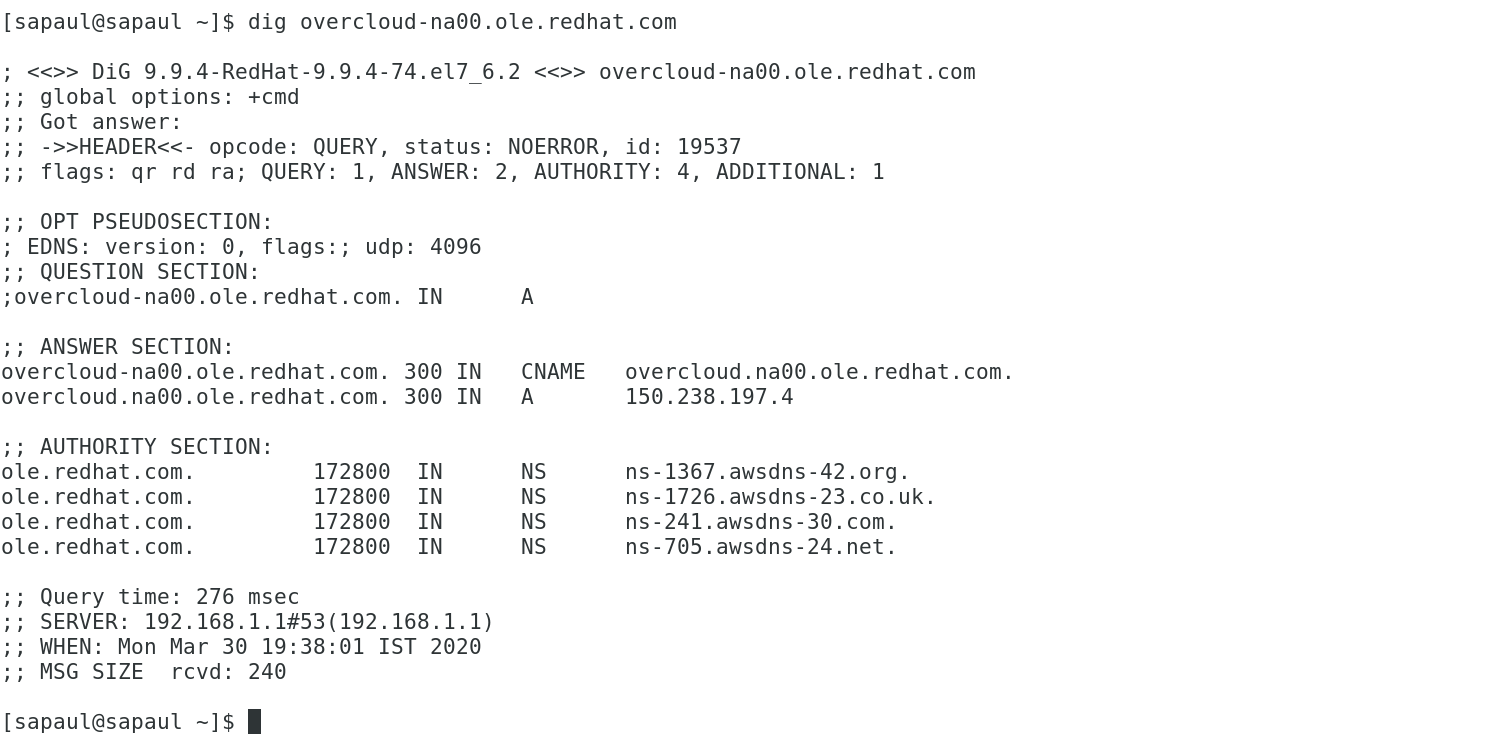 [sapaul@sapaul ~]$ dig overcloud-na00.ole.redhat.com

; <<>> DiG 9.9.4-RedHat-9.9.4-74.el7_6.2 <<>> overcloud-na00.ole.redhat.com
;; global options: +cmd
;; Got answer:
;; ->>HEADER<<- opcode: QUERY, status: NOERROR, id: 19537
;; flags: qr rd ra; QUERY: 1, ANSWER: 2, AUTHORITY: 4, ADDITIONAL: 1

;; OPT PSEUDOSECTION:
; EDNS: version: 0, flags:; udp: 4096
;; QUESTION SECTION:
;overcloud-na00.ole.redhat.com. IN      A

;; ANSWER SECTION:
overcloud-na00.ole.redhat.com. 300 IN   CNAME   overcloud.na00.ole.redhat.com.
overcloud.na00.ole.redhat.com. 300 IN   A       150.238.197.4

;; AUTHORITY SECTION:
ole.redhat.com.         172800  IN      NS      ns-1367.awsdns-42.org.
ole.redhat.com.         172800  IN      NS      ns-1726.awsdns-23.co.uk.
ole.redhat.com.         172800  IN      NS      ns-241.awsdns-30.com.
ole.redhat.com.         172800  IN      NS      ns-705.awsdns-24.net.

;; Query time: 276 msec
;; SERVER: 192.168.1.1#53(192.168.1.1)
;; WHEN: Mon Mar 30 19:38:01 IST 2020
;; MSG SIZE  rcvd: 240

[sapaul@sapaul ~]$